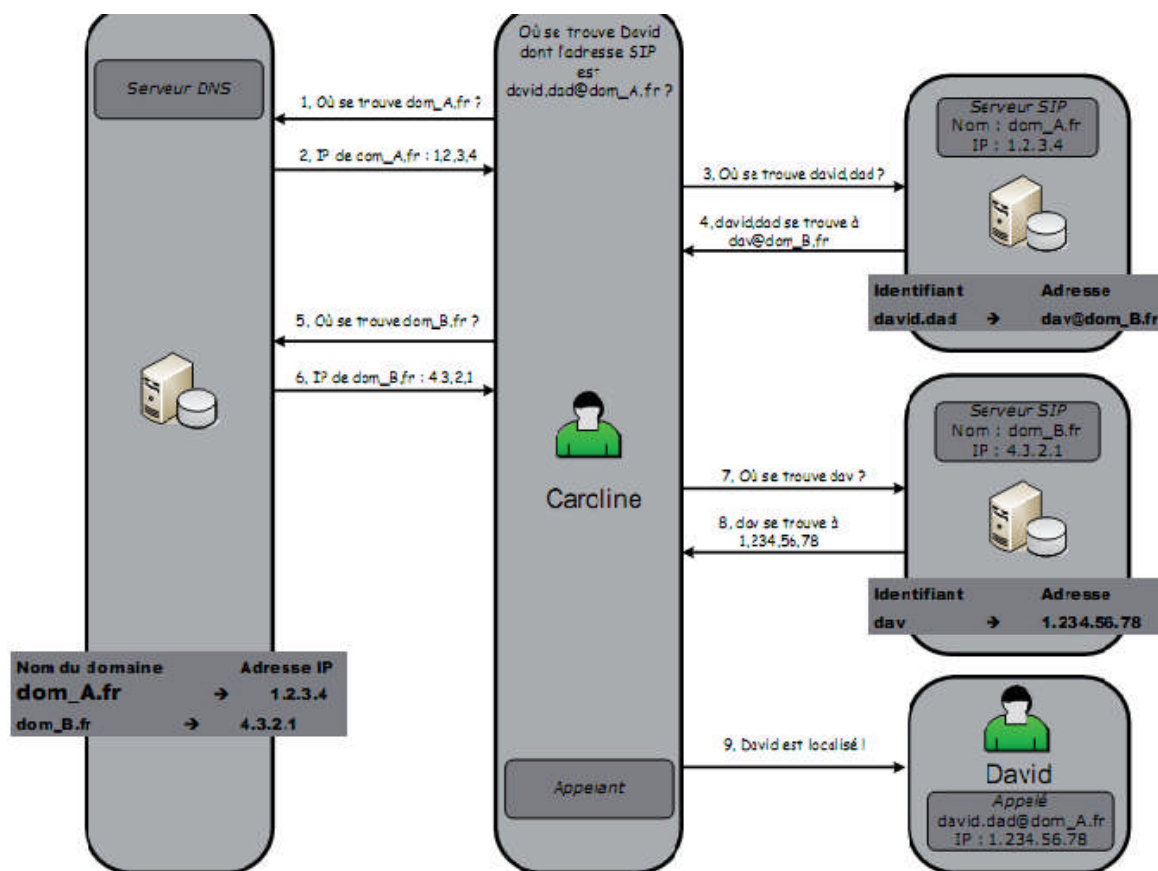 Serveur DNS
Où se trouve David
dont l'adresse SIP
est
david,dad@dom_A,fr ?
1, Où se trouve dom_A,fr ?
2, IP de com_A,fr : 1,2,3,4
Serveur SIP
Nom : dom_A.fr
IP : 1.2.3.4
3, Où se trouve david,dad ?
4, david,dad se trouve à
dav@dom_B,fr
Identifiant Adresse
david.dad → dav@dom_B.fr
5, Où se trouve dom_B,fr ?
6, IP de dom_B,fr : 4,3,2,1
Caroline
Serveur SIP
Nom : dom_B.fr
IP : 4.3.2.1
7, Où se trouve dav ?
8, dav se trouve à
1,234,56,78
Identifiant Adresse
dav → 1.234.56.78
Nom du domaine Adresse IP
dom_A.fr → 1.2.3.4
dom_B.fr → 4.3.2.1
9, David est localisé !
Appelant
David
Appelé
david.dad@dom_A.fr
IP : 1.234.56.78